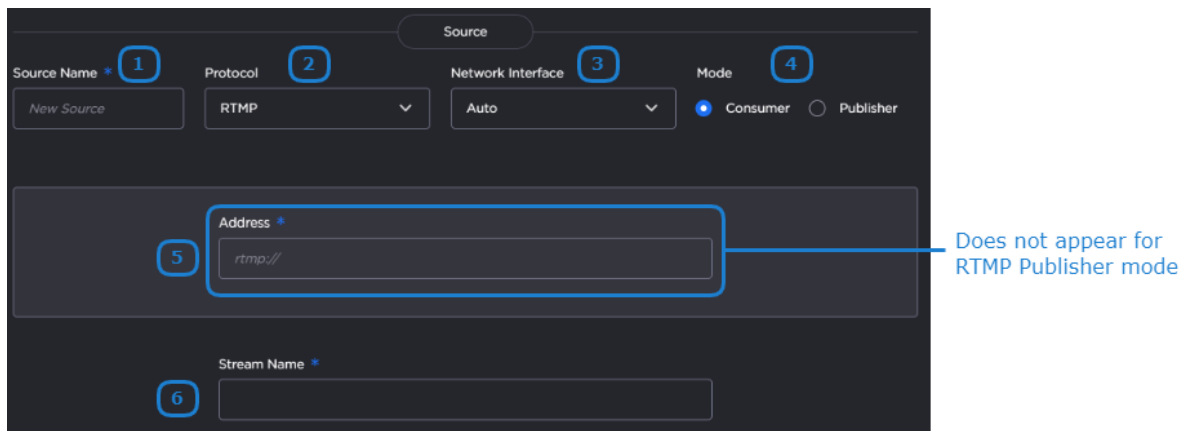 Source
Source Name * 1 Protocol 2 Network Interface 3 Mode 4
New Source RTMP Auto Consumer Publisher
Address *
5 rtmp://
Does not appear for
RTMP Publisher mode
Stream Name *
6